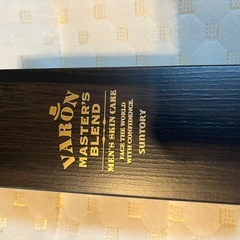 VARON
MASTER'S
BLEND
MEN'S SKIN CARE
FACE THE WORLD
WITH CONFIDENCE.
SUNTORY